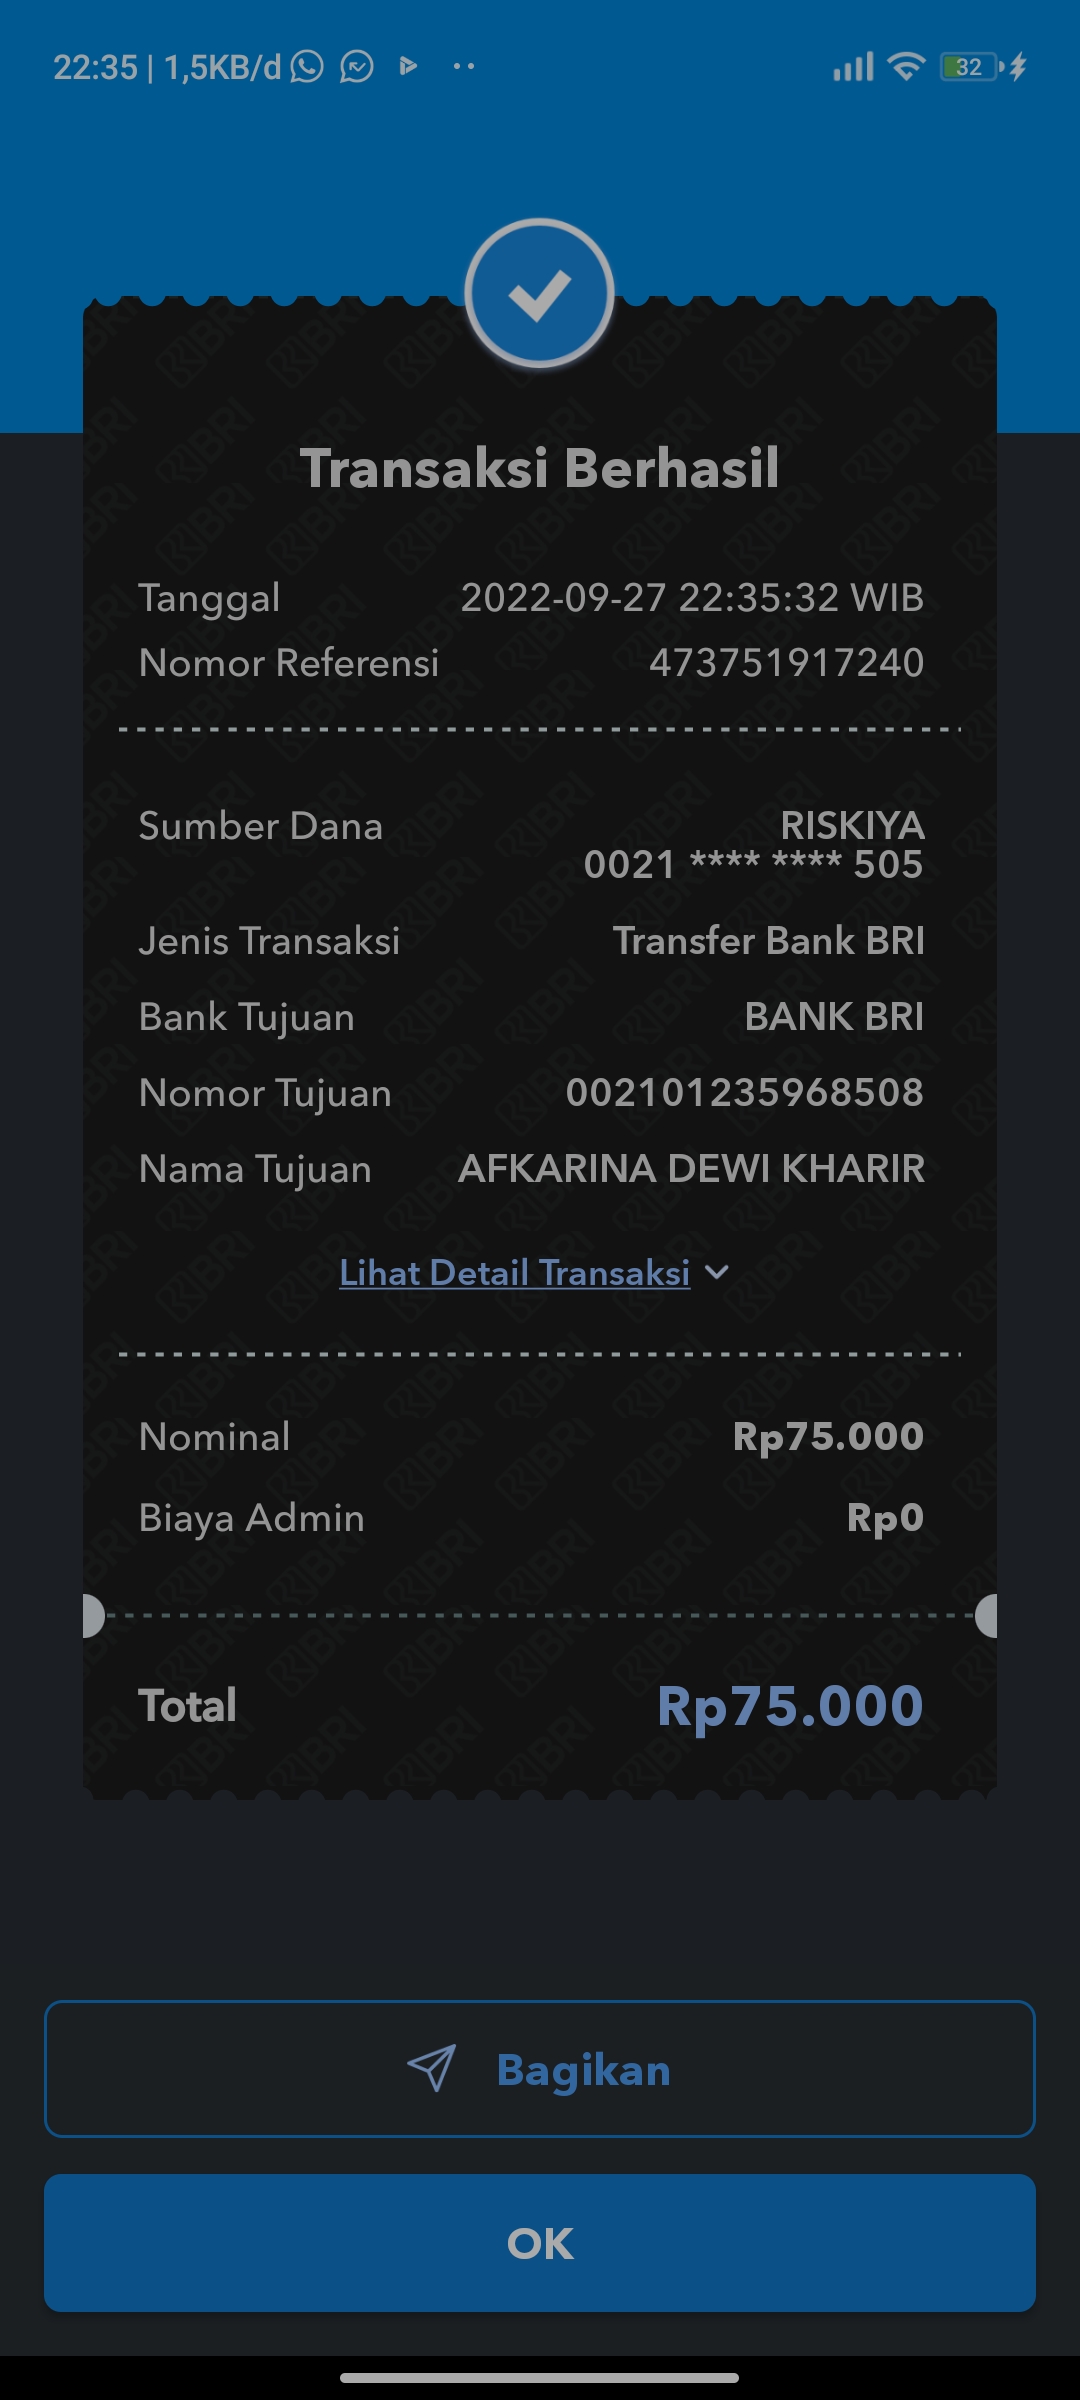 22:35 | 1,5KB/d
32
Transaksi Berhasil
Tanggal 2022-09-27 22:35:32 WIB
Nomor Referensi 473751917240
Sumber Dana RISKIYA
0021 **** **** 505
Jenis Transaksi Transfer Bank BRI
Bank Tujuan BANK BRI
Nomor Tujuan 002101235968508
Nama Tujuan AFKARINA DEWI KHARIR
Lihat Detail Transaksi
Nominal Rp75.000
Biaya Admin Rp0
Total Rp75.000
Bagikan
OK